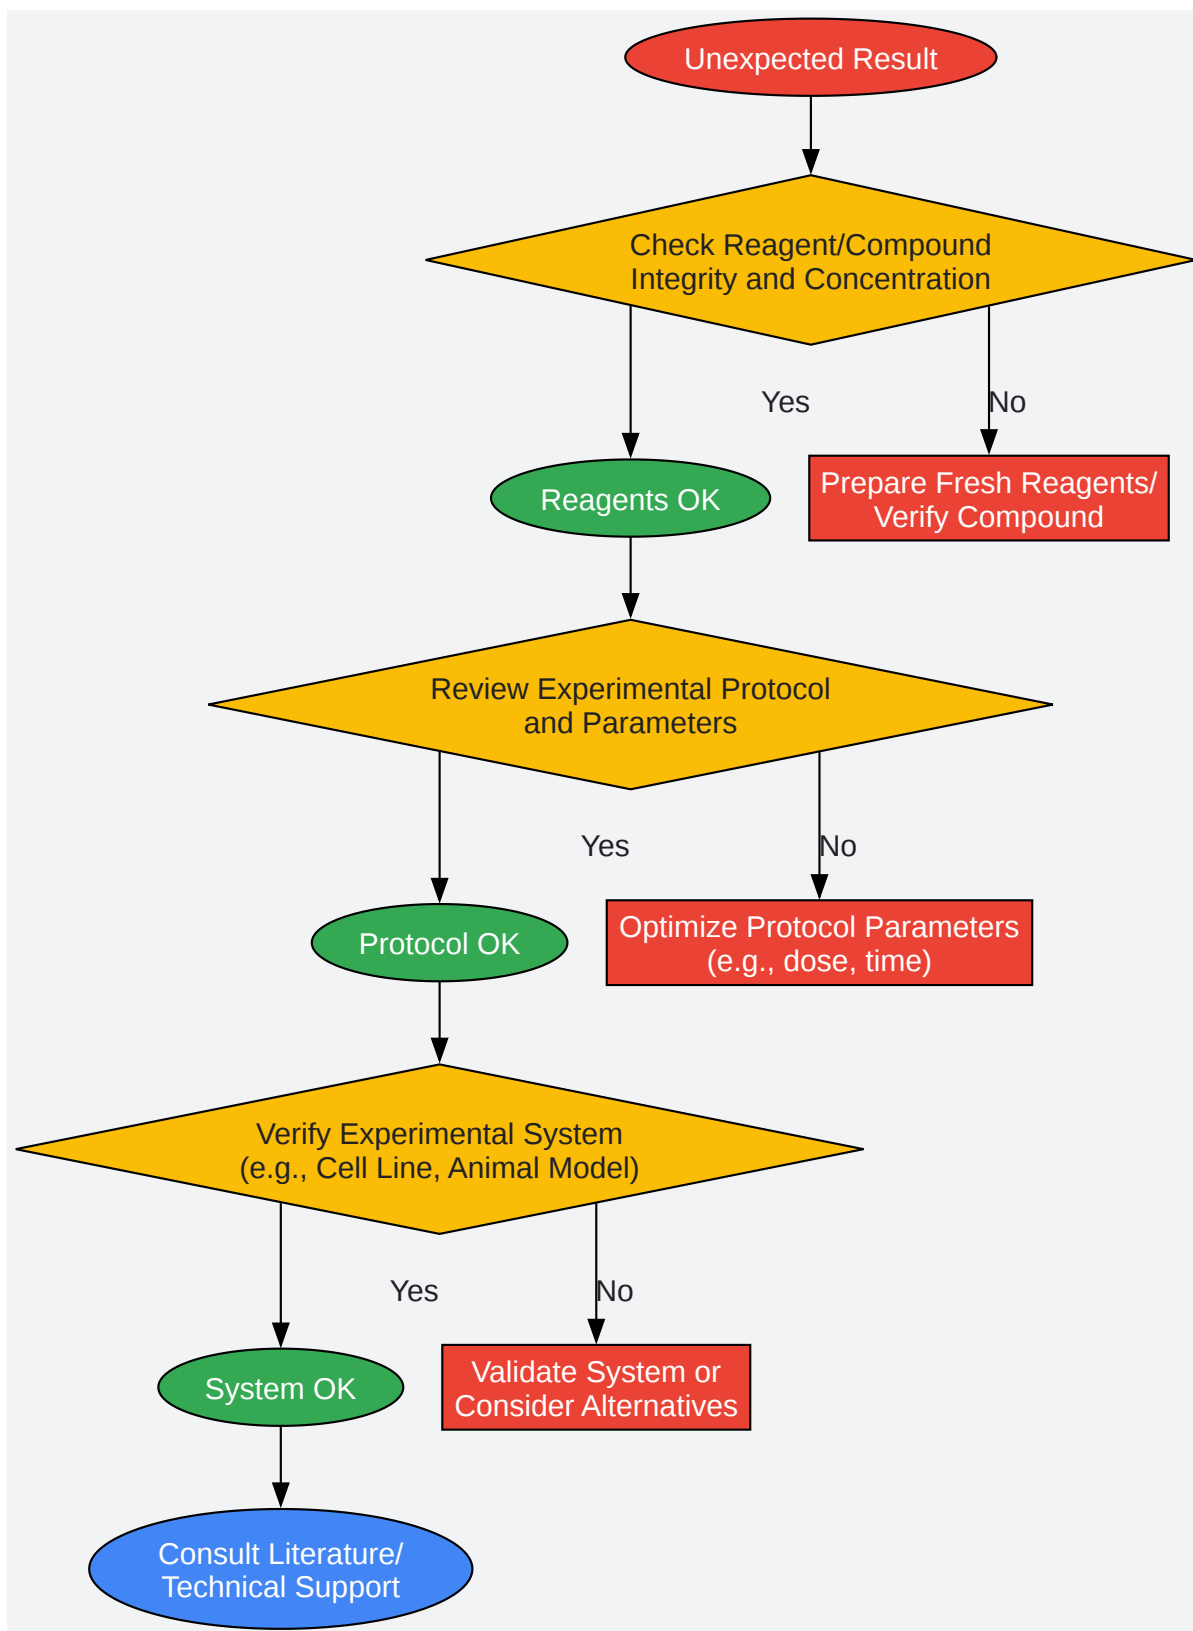 Unexpected Result
Check Reagent/Compound
Integrity and Concentration
Yes
No
Reagents OK
Prepare Fresh Reagents/
Verify Compound
Review Experimental Protocol
and Parameters
Yes
No
Protocol OK
Optimize Protocol Parameters
(e.g., dose, time)
Verify Experimental System
(e.g., Cell Line, Animal Model)
Yes
No
System OK
Validate System or
Consider Alternatives
Consult Literature/
Technical Support